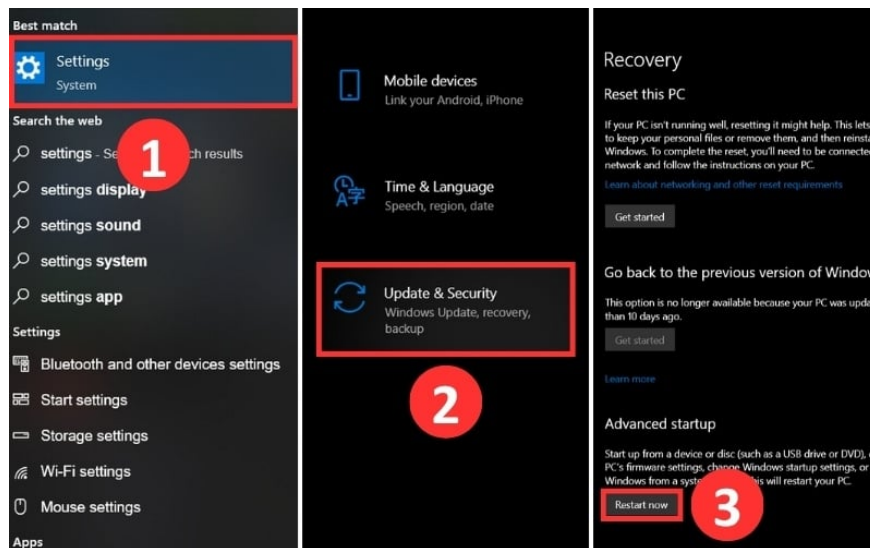 Best match
Settings
System
Search the web
settings - Se ch results
settings display
settings sound
settings system
settings app
Settings
Bluetooth and other devices settings
Start settings
Storage settings
Wi-Fi settings
Mouse settings
Apps
1
Mobile devices
Link your Android, iPhone
Time & Language
Speech, region, date
Update & Security
Windows Update, recovery,
backup
2
Recovery
Reset this PC
If your PC isn't running well, resetting it might help. This lets
to keep your personal files or remove them, and then reinsta
Windows. To complete the reset, you'll need to be connected
network and follow the instructions on your PC.
Learn about networking and other reset requirements
Get started
Go back to the previous version of Window
This option is no longer available because your PC was upda
than 10 days ago.
Get started
Learn more
Advanced startup
Start up from a device or disc (such as a USB drive or DVD),
PC's firmware settings, change Windows startup settings, or
Windows from a syste is will restart your PC.
Restart now
3